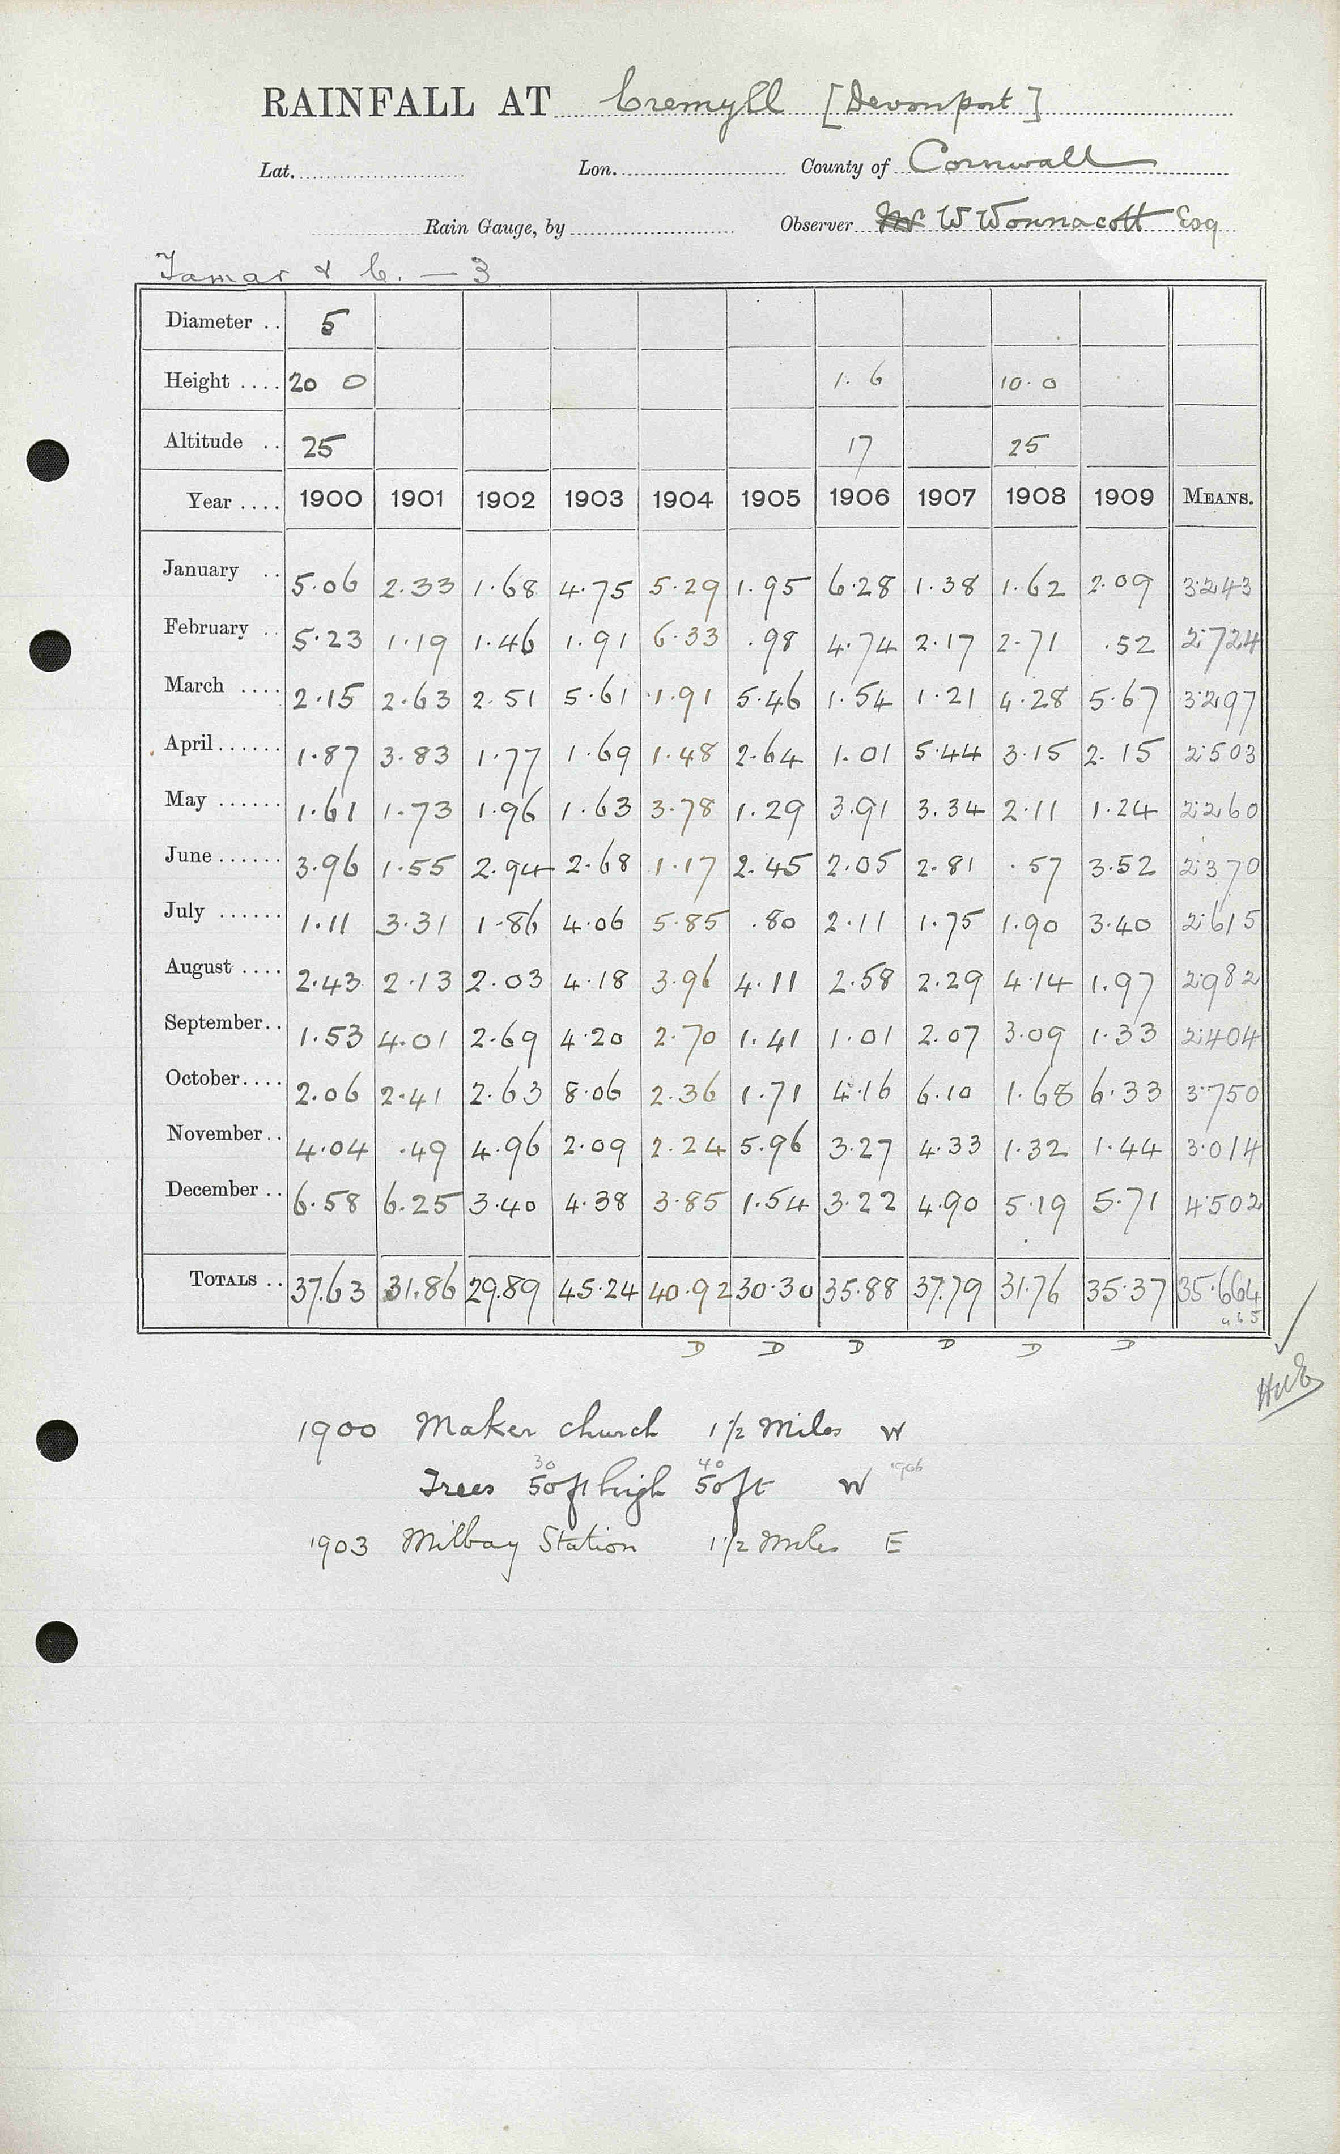 RAINFALL AT Cremyll [Devonport]
Lat. Lon. County of Cornwall
Rain Gauge, by Observer W Wonnacott Esq
Tamar & C. — 3
Diameter .. 5
Height .... 20 0 1. 6 10. 0
Altitude .. 25 17 25
Year .... 1900 1901 1902 1903 1904 1905 1906 1907 1908 1909 MEANS.
January .. 5.06 2.33 1.68 4.75 5.29 1.95 6.28 1.38 1.62 2.09 3.243
February .. 5.23 1.19 1.46 1.91 6.33 .98 4.74 2.17 2.71 .52 2.724
March .... 2.15 2.63 2.51 5.61 1.91 5.46 1.54 1.21 4.28 5.67 3.297
April...... 1.87 3.83 1.77 1.69 1.48 2.64 1.01 5.44 3.15 2.15 2.503
May ...... 1.61 1.73 1.96 1.63 3.78 1.29 3.91 3.34 2.11 1.24 2.260
June...... 3.96 1.55 2.94 2.68 1.17 2.45 2.05 2.81 .57 3.52 2.370
July ...... 1.11 3.31 1.86 4.06 5.85 .80 2.11 1.75 1.90 3.40 2.615
August .... 2.43 2.13 2.03 4.18 3.96 4.11 2.58 2.29 4.14 1.97 2.982
September.. 1.53 4.01 2.69 4.20 2.70 1.41 1.01 2.07 3.09 1.33 2.404
October.... 2.06 2.41 2.63 8.06 2.36 1.71 4.16 6.10 1.68 6.33 3.750
November.. 4.04 .49 4.96 2.09 2.24 5.96 3.27 4.33 1.32 1.44 3.014
December .. 6.58 6.25 3.40 4.38 3.85 1.54 3.22 4.90 5.19 5.71 4.502
TOTALS .. 37.63 31.86 29.89 45.24 40.92 30.30 35.88 37.79 31.76 35.37 35.664
D D D D D D
1900 Maker church 1 1/2 Miles W
30 40
Trees 50 ft high 50 ft W 1906
1903 Millbay Station 1 1/2 Miles E